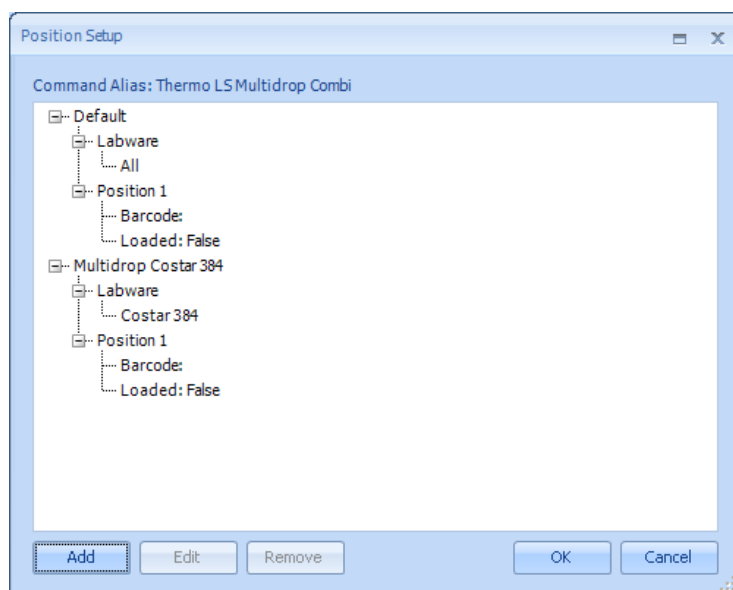 Position Setup
Command Alias: Thermo LS Multidrop Combi
Default
Labware
All
Position 1
Barcode:
Loaded: False
Multidrop Costar 384
Labware
Costar 384
Position 1
Barcode:
Loaded: False
Add Edit Remove OK Cancel